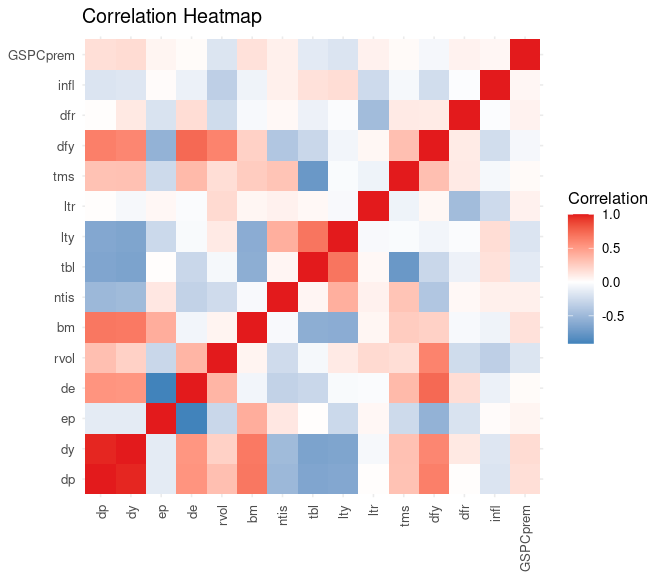 Correlation Heatmap
GSPCprem
infl
dfr
dfy
tms
ltr
lty
tbl
ntis
bm
rvol
de
ep
dy
dp
dp dy ep de rvol bm ntis tbl lty ltr tms dfy dfr infl GSPCprem
Correlation
1.0
0.5
0.0
-0.5